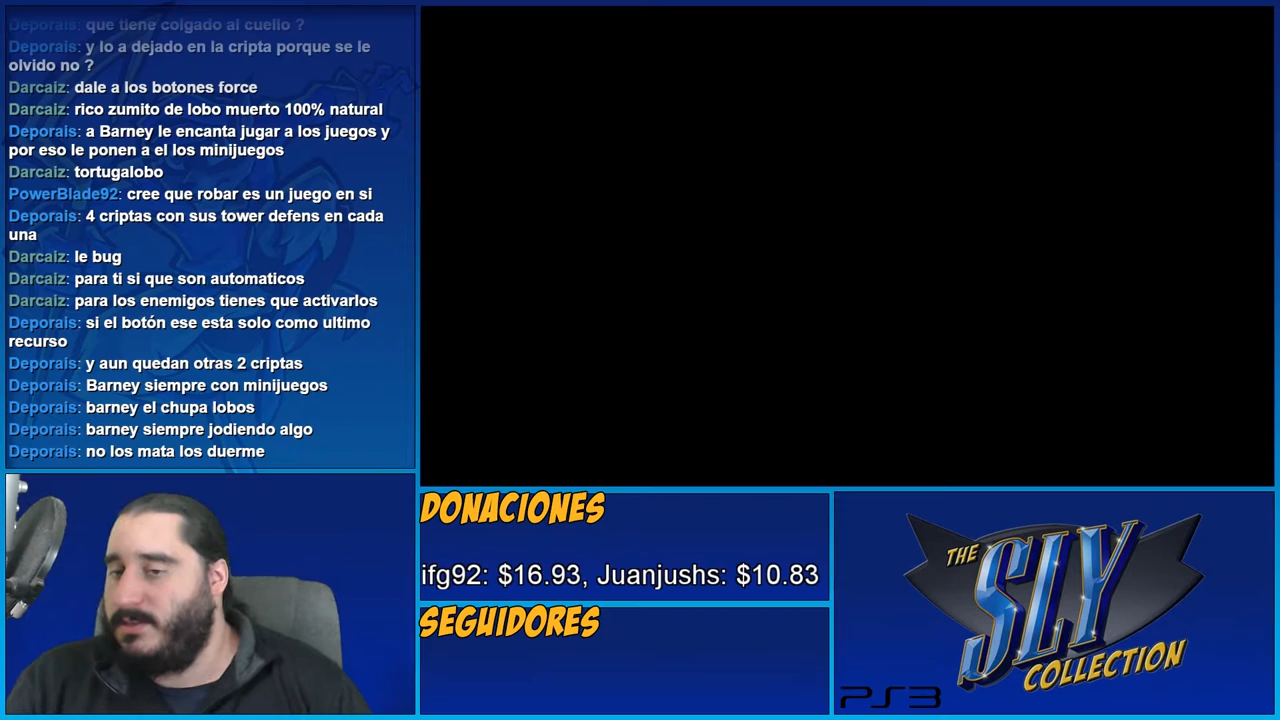 Deporais: que tiene colgado al cuello ?
Deporais: y lo a dejado en la cripta porque se le
olvido no ?
Darcaiz: dale a los botones force
Darcaiz: rico zumito de lobo muerto 100% natural
Deporais: a Barney le encanta jugar a los juegos y
por eso le ponen a el los minijuegos
Darcaiz: tortugalobo
PowerBlade92: cree que robar es un juego en si
Deporais: 4 criptas con sus tower defens en cada
una
Darcaiz: le bug
Darcaiz: para ti si que son automaticos
Darcaiz: para los enemigos tienes que activarlos
Deporais: si el botón ese esta solo como ultimo
recurso
Deporais: y aun quedan otras 2 criptas
Deporais: Barney siempre con minijuegos
Deporais: barney el chupa lobos
Deporais: barney siempre jodiendo algo
Deporais: no los mata los duerme
DONACIONES
ifg92: $16.93, Juanjushs: $10.83
SEGUIDORES
THE
SLY
COLLECTION
PS3